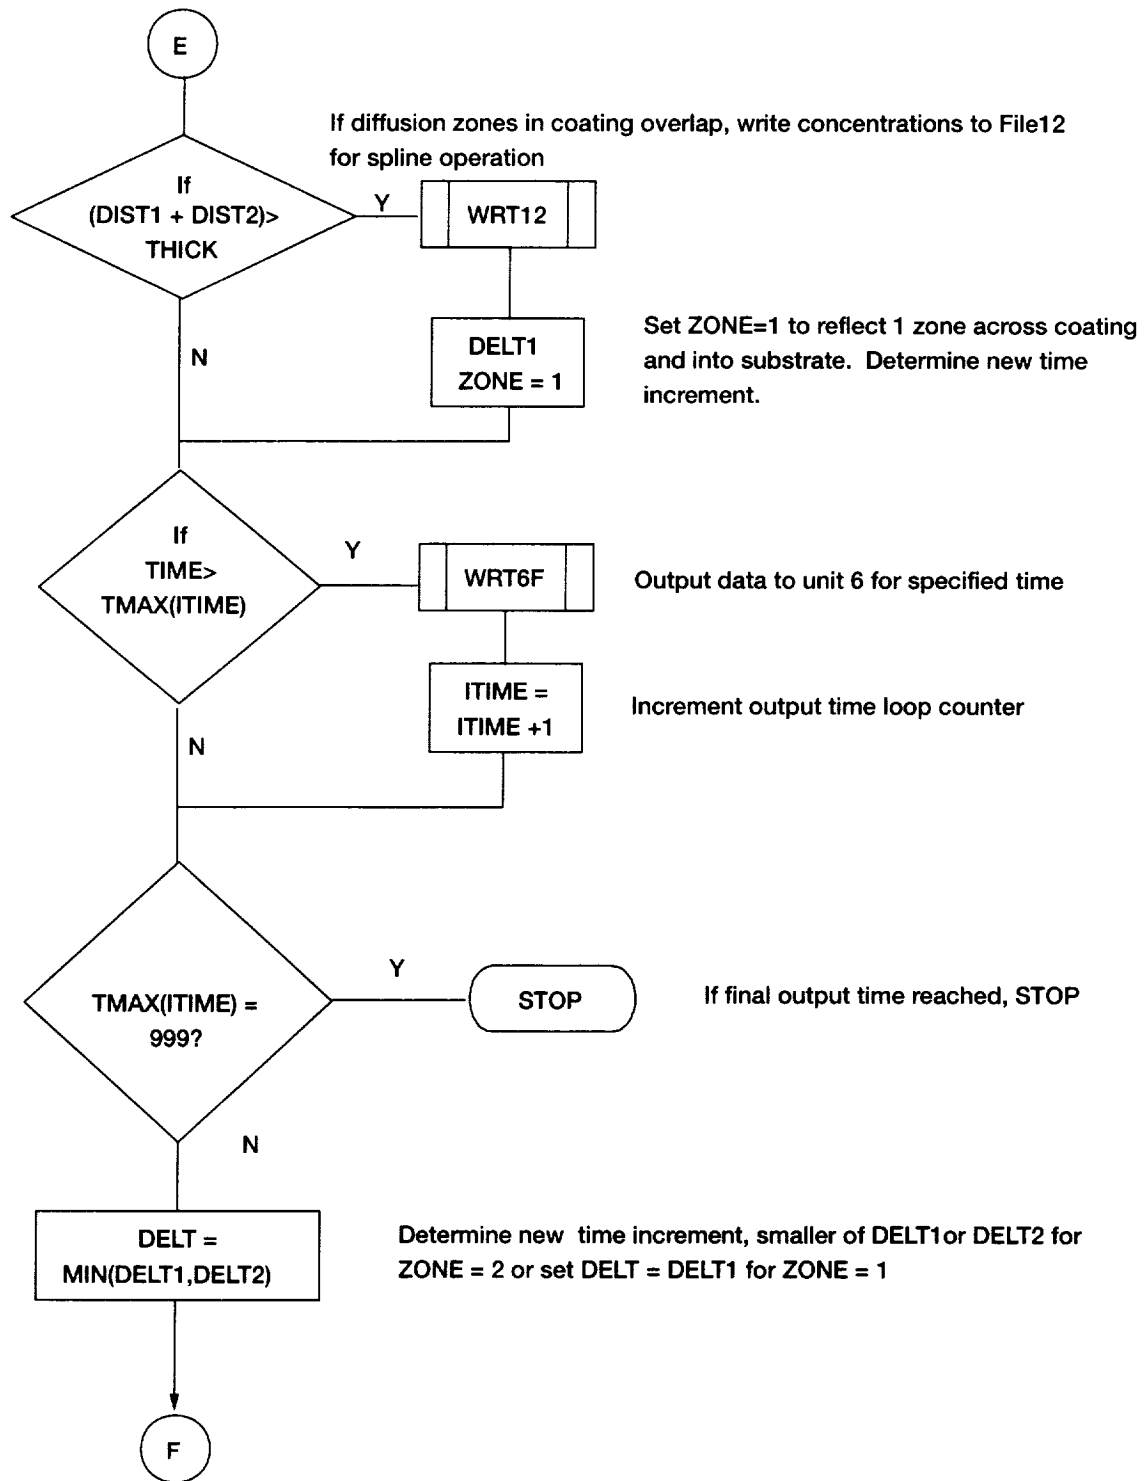 E
If diffusion zones in coating overlap, write concentrations to File12
for spline operation
If
(DIST1 + DIST2)>
THICK
Y
WRT12
N
DELT1
ZONE = 1
Set ZONE=1 to reflect 1 zone across coating
and into substrate. Determine new time
increment.
If
TIME>
TMAX(ITIME)
Y
WRT6F
Output data to unit 6 for specified time
ITIME =
ITIME +1
Increment output time loop counter
N
TMAX(ITIME) =
999?
Y
STOP
If final output time reached, STOP
N
DELT =
MIN(DELT1,DELT2)
Determine new time increment, smaller of DELT1or DELT2 for
ZONE = 2 or set DELT = DELT1 for ZONE = 1
F